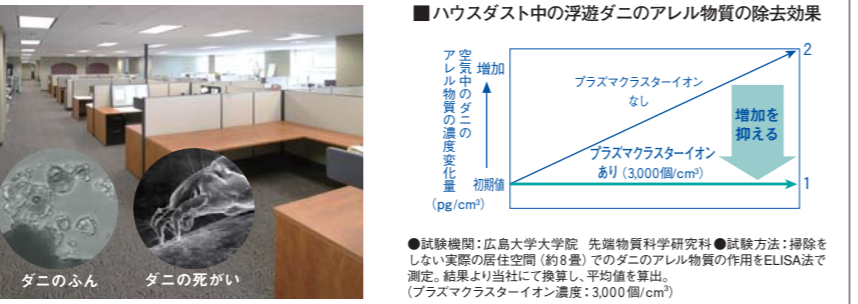 ダニのふん
ダニの死がい
■ハウスダスト中の浮遊ダニのアレル物質の除去効果
空気中のダニの
アレル物質の濃度変化量
(pg/cm³)
増加
初期値
プラズマクラスターイオン
なし
プラズマクラスターイオン
あり(3,000個/cm³)
増加を
抑える
2
1
●試験機関:広島大学大学院 先端物質科学研究科●試験方法:掃除を
しない実際の居住空間(約8畳)でのダニのアレル物質の作用をELISA法で
測定。結果より当社にて換算し、平均値を算出。
(プラズマクラスターイオン濃度:3,000個/cm³)